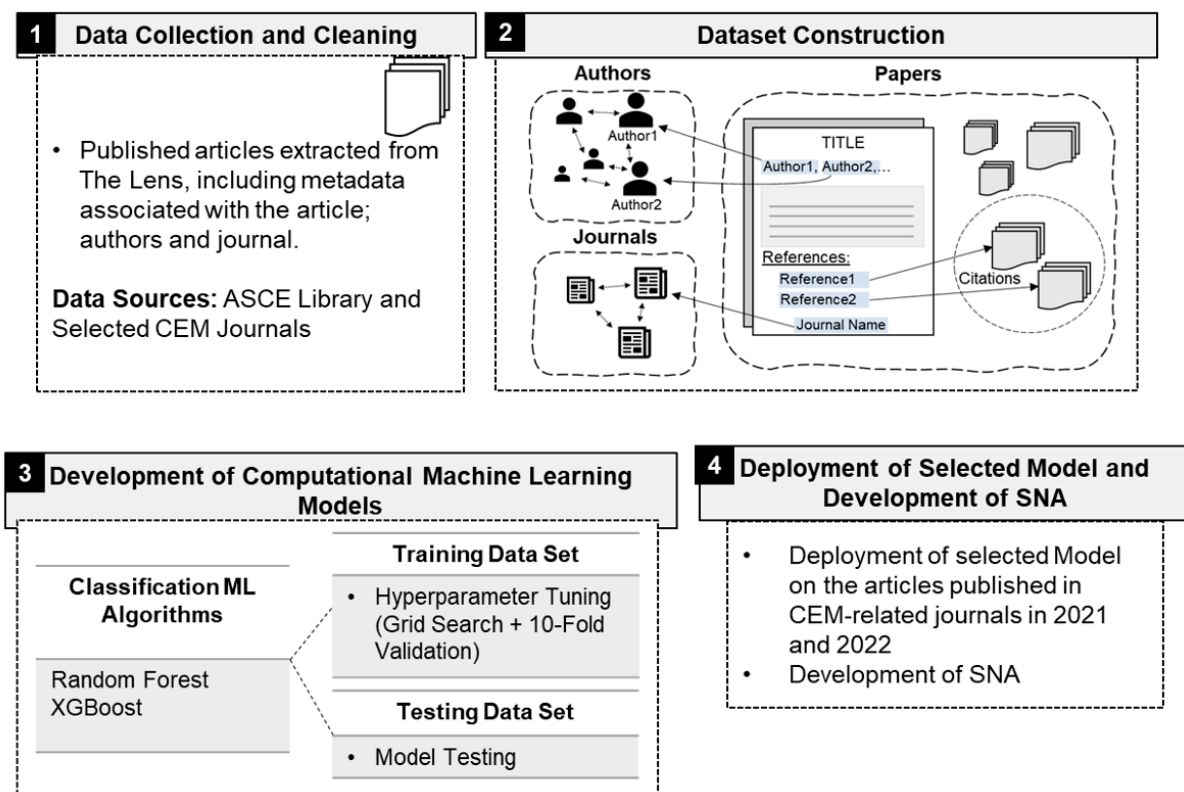 1 Data Collection and Cleaning
• Published articles extracted from
The Lens, including metadata
associated with the article;
authors and journal.
Data Sources: ASCE Library and
Selected CEM Journals
2 Dataset Construction
Authors
Author1
Author2
Journals
Papers
TITLE
Author1, Author2,...
References:
Reference1
Reference2
Journal Name
Citations
3 Development of Computational Machine Learning
Models
Classification ML
Algorithms
Random Forest
XGBoost
Training Data Set
• Hyperparameter Tuning
(Grid Search + 10-Fold
Validation)
Testing Data Set
• Model Testing
4 Deployment of Selected Model and
Development of SNA
• Deployment of selected Model
on the articles published in
CEM-related journals in 2021
and 2022
• Development of SNA